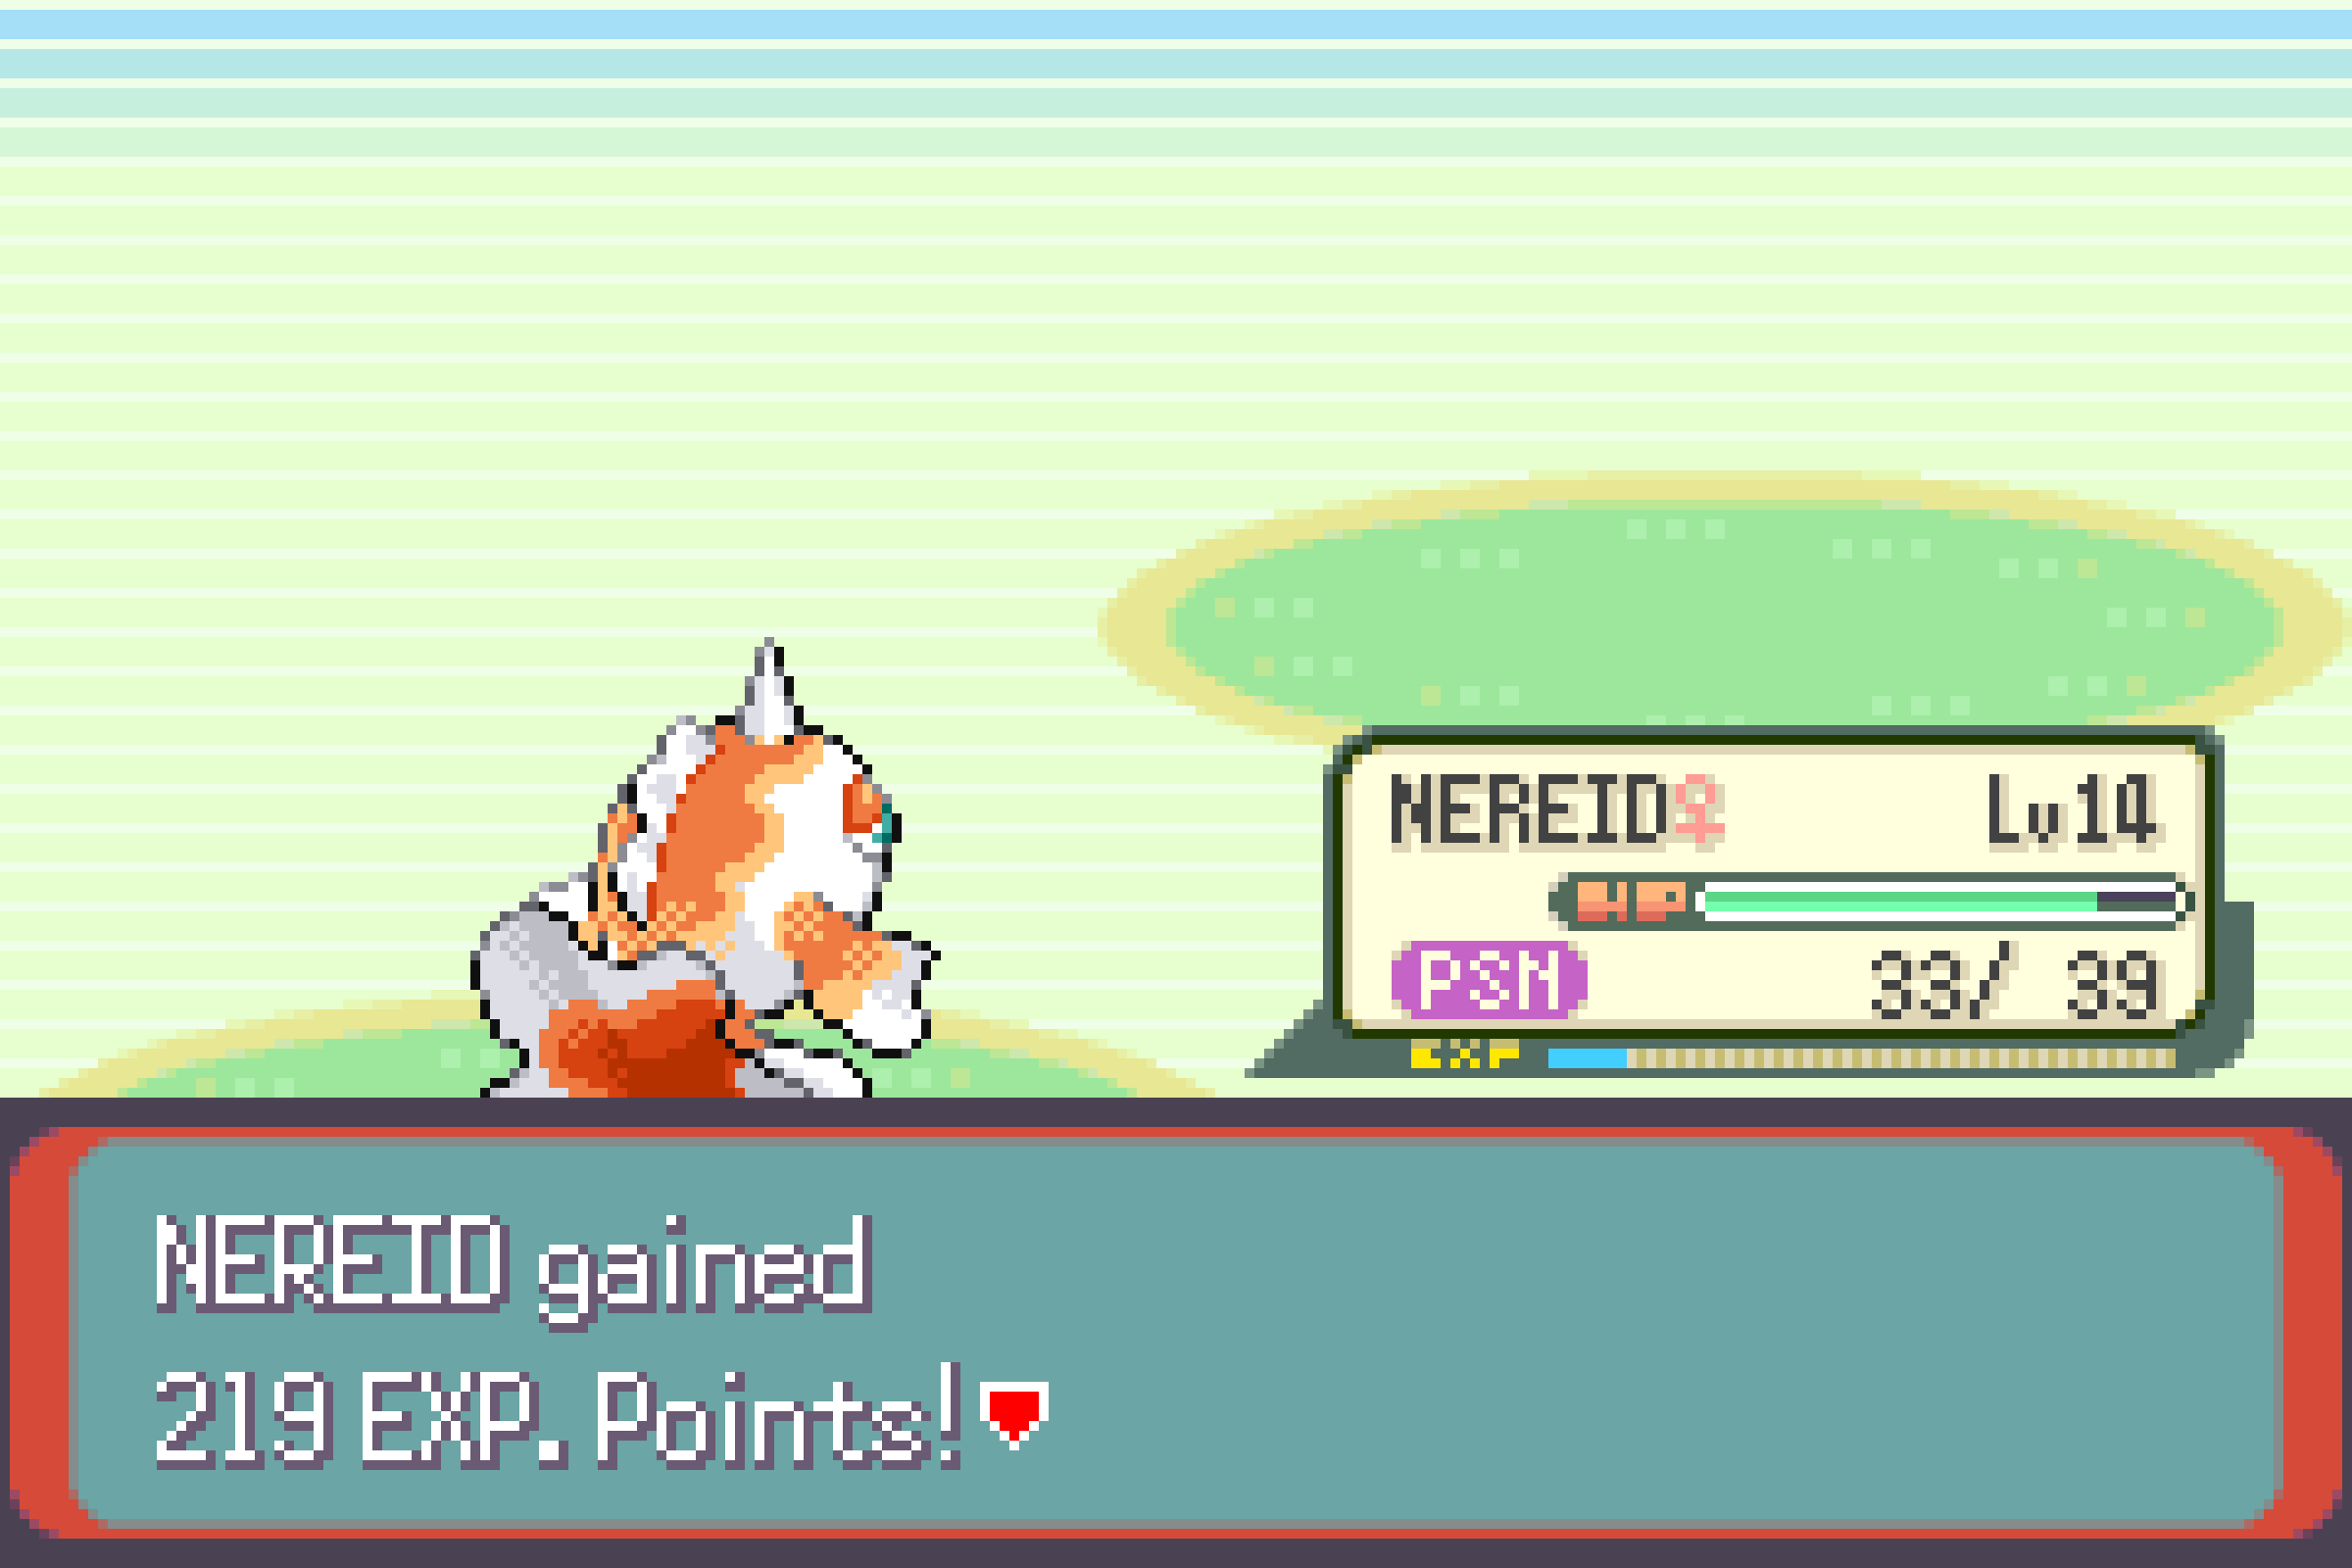 NEREID♀ Lv14
HP
PSN 33/ 39
EXP
NEREID gained
219 EXP. Points!